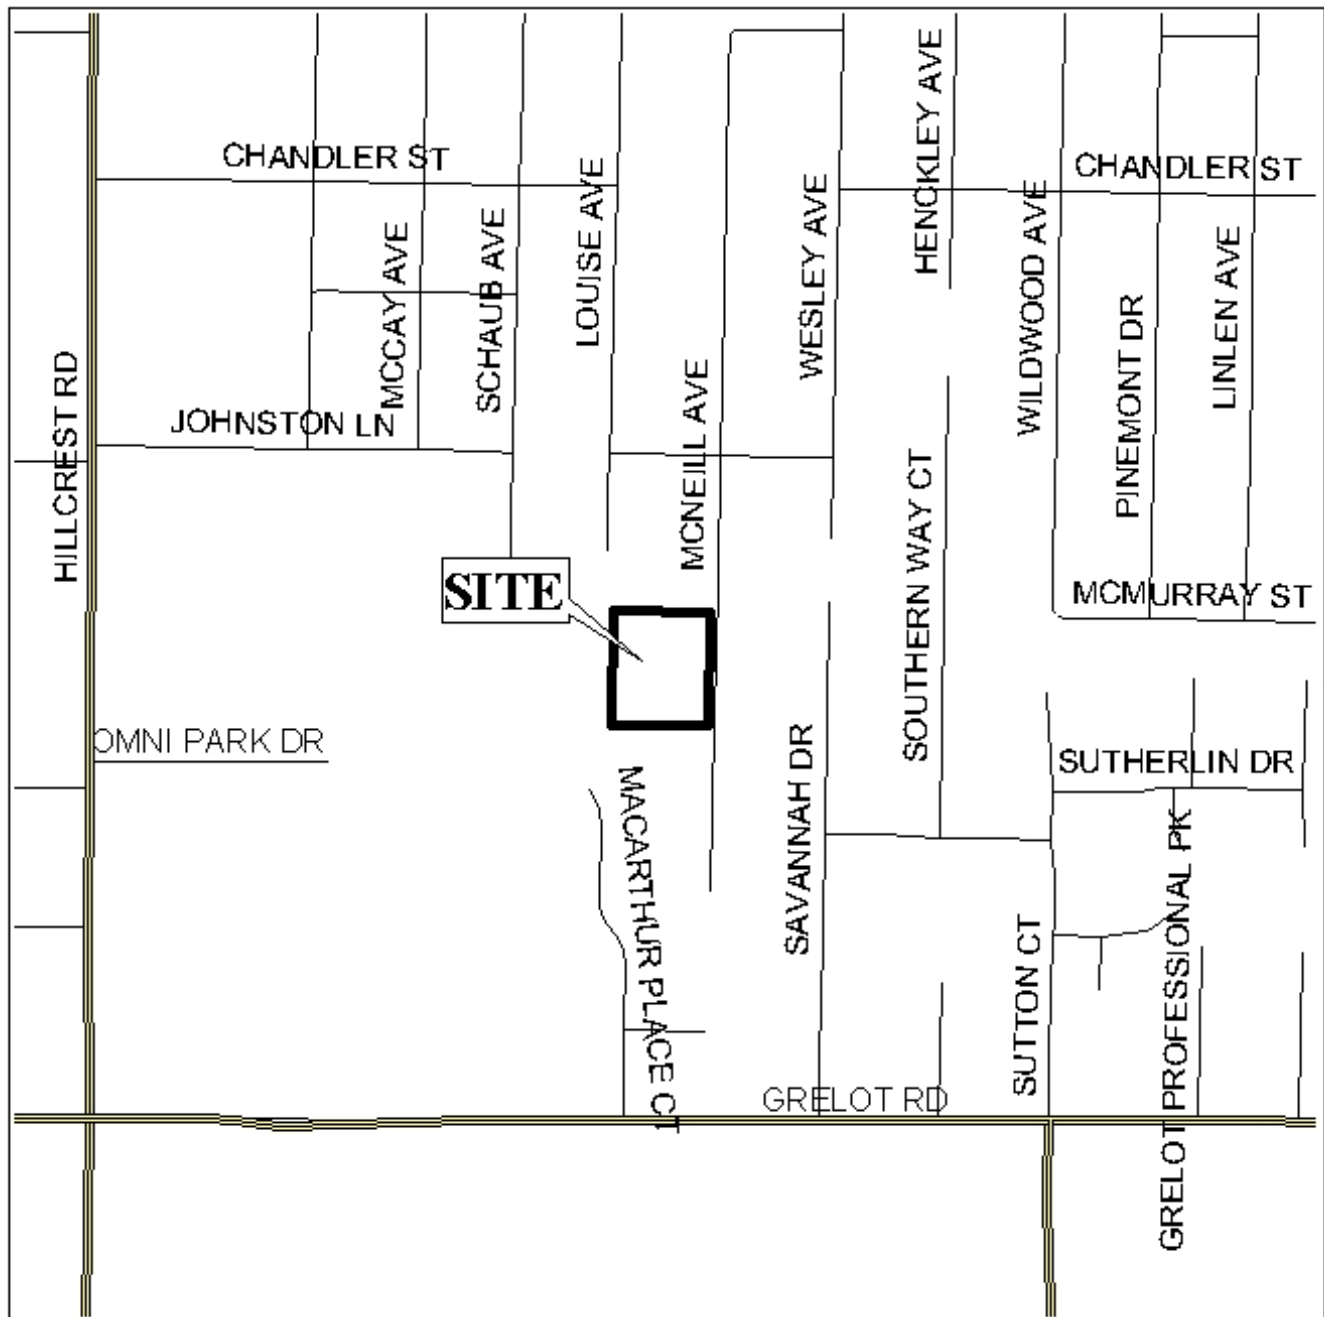 HENCKLEY AVE
CHANDLER ST
CHANDLER ST
LOUISE AVE
WESLEY AVE
WILDWOOD AVE
MCCAY AVE
SCHAUB AVE
LINLEN AVE
PINEMONT DR
HILLCREST RD
MCNEILL AVE
JOHNSTON LN
SOUTHERN WAY CT
SITE
MCMURRAY ST
OMNI PARK DR
SAVANNAH DR
SUTHERLIN DR
MACARTHUR PLACE CT
GRELOT PROFESSIONAL PK
SUTTON CT
GRELOT RD